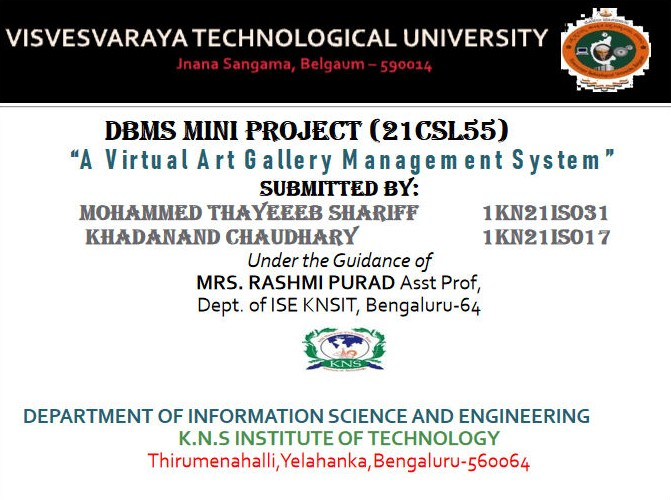 VISVESVARAYA TECHNOLOGICAL UNIVERSITY
Jnana Sangama, Belgaum – 590014
DBMS MINI PROJECT (21CSL55)
“A Virtual Art Gallery Management System”
SUBMITTED BY:
MOHAMMED THAYEEEB SHARIFF 1KN21IS031
KHADANAND CHAUDHARY 1KN21IS017
Under the Guidance of
MRS. RASHMI PURAD Asst Prof,
Dept. of ISE KNSIT, Bengaluru-64
KNS
DEPARTMENT OF INFORMATION SCIENCE AND ENGINEERING
K.N.S INSTITUTE OF TECHNOLOGY
Thirumenahalli,Yelahanka,Bengaluru-560064